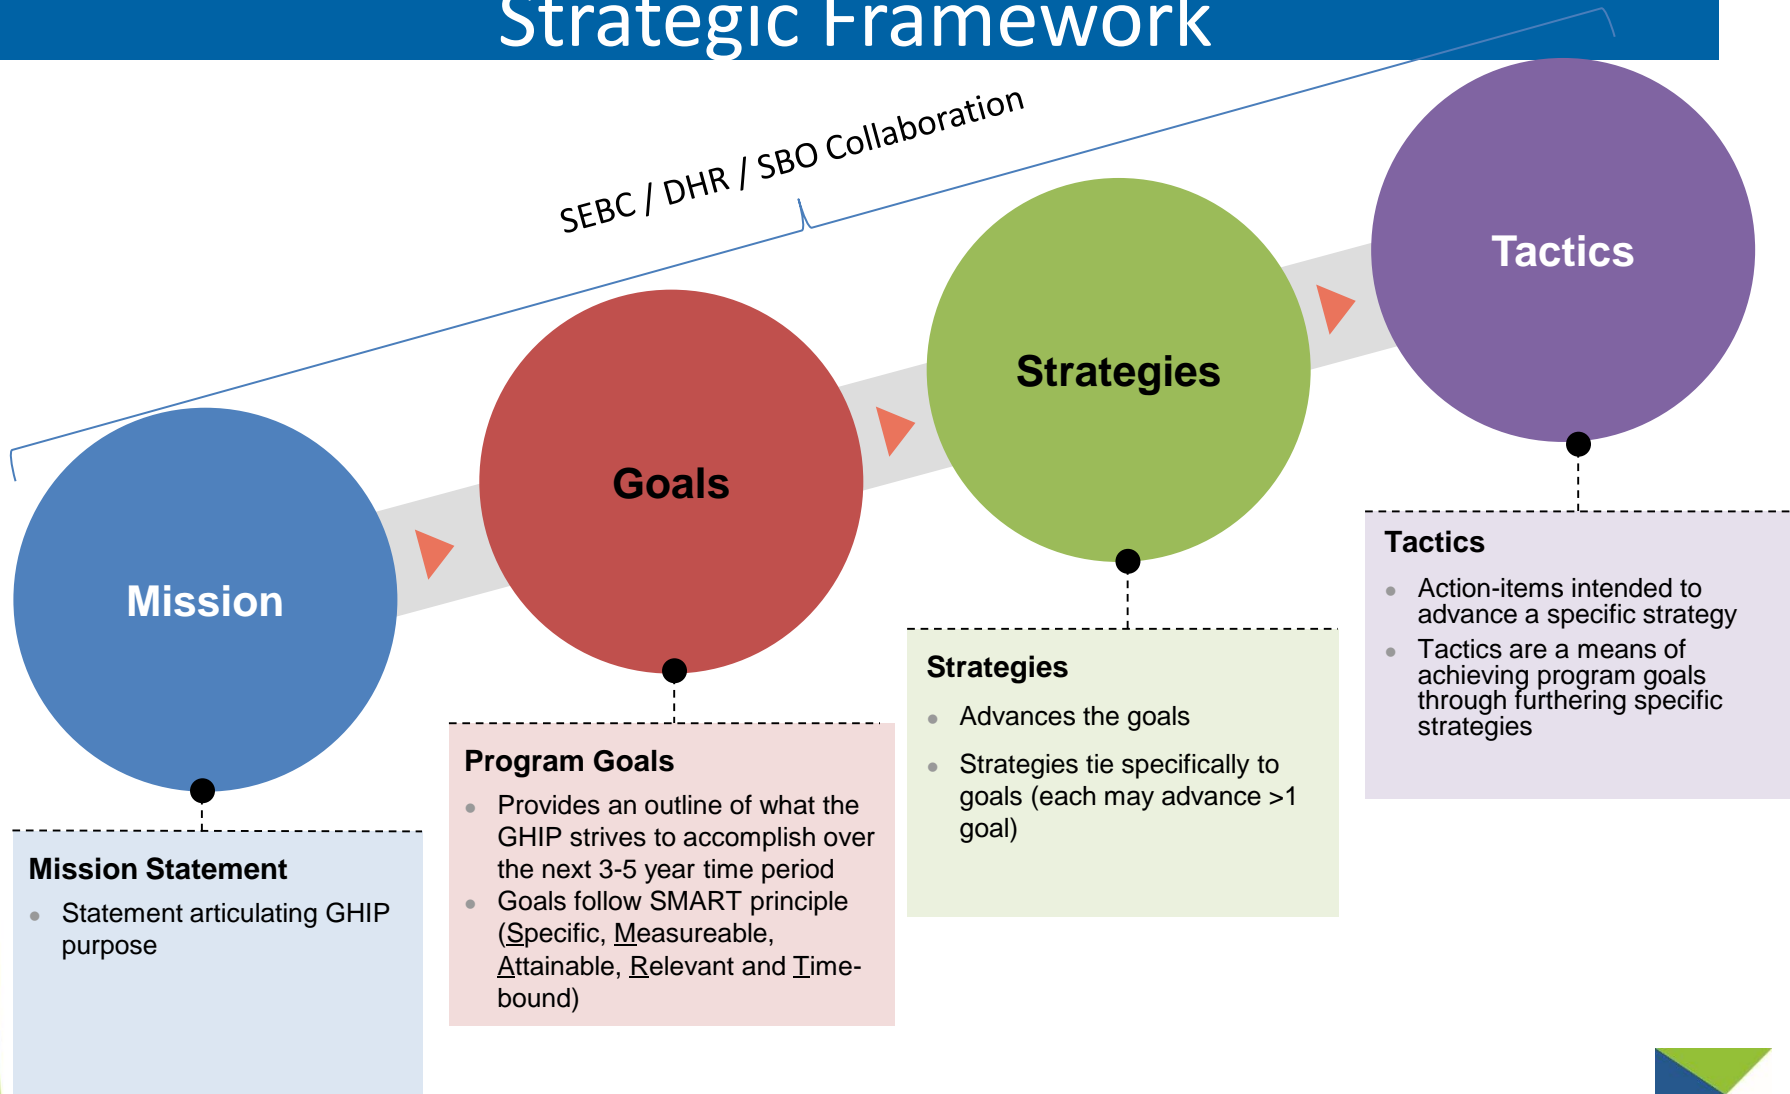 Strategic Framework
SEBC / DHR / SBO Collaboration
Mission
Goals
Strategies
Tactics
Mission Statement
Statement articulating GHIP
purpose
Program Goals
Provides an outline of what the
GHIP strives to accomplish over
the next 3-5 year time period
Goals follow SMART principle
(Specific, Measureable,
Attainable, Relevant and Time-
bound)
Strategies
Advances the goals
Strategies tie specifically to
goals (each may advance >1
goal)
Tactics
Action-items intended to
advance a specific strategy
Tactics are a means of
achieving program goals
through furthering specific
strategies